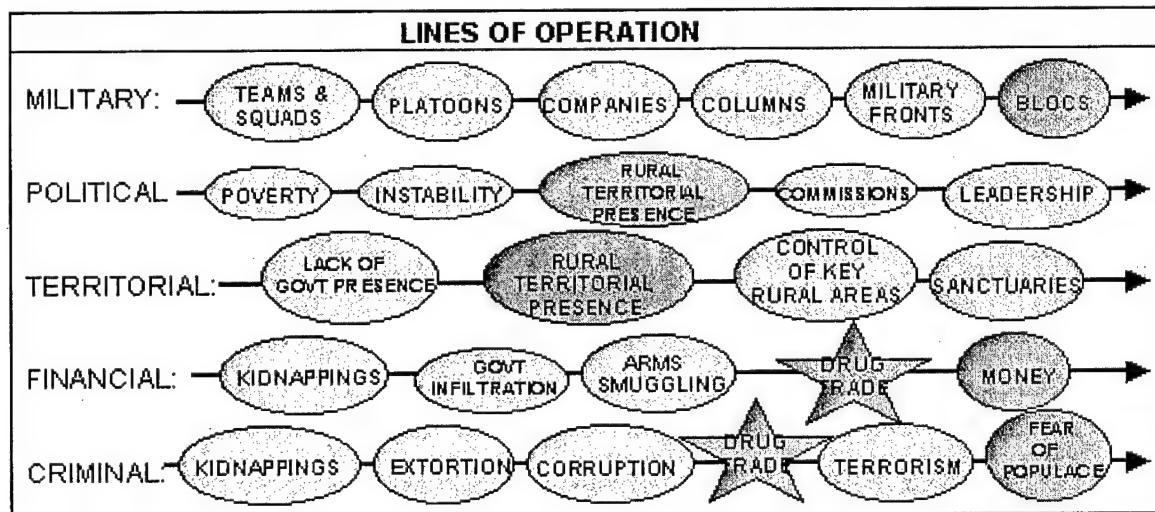 LINES OF OPERATION
MILITARY:
TEAMS &
SQUADS
PLATOONS
COMPANIES
COLUMNS
MILITARY
FRONTS
BLOCS
POLITICAL
POVERTY
INSTABILITY
RURAL
TERRITORIAL
PRESENCE
COMMISSIONS
LEADERSHIP
TERRITORIAL:
LACK OF
GOVT PRESENCE
RURAL
TERRITORIAL
PRESENCE
CONTROL
OF KEY
RURAL AREAS
SANCTUARIES
FINANCIAL:
KIDNAPPINGS
GOVT
INFILTRATION
ARMS
SMUGGLING
DRUG
TRADE
MONEY
CRIMINAL:
KIDNAPPINGS
EXTORTION
CORRUPTION
DRUG
TRADE
TERRORISM
FEAR
OF
POPULACE